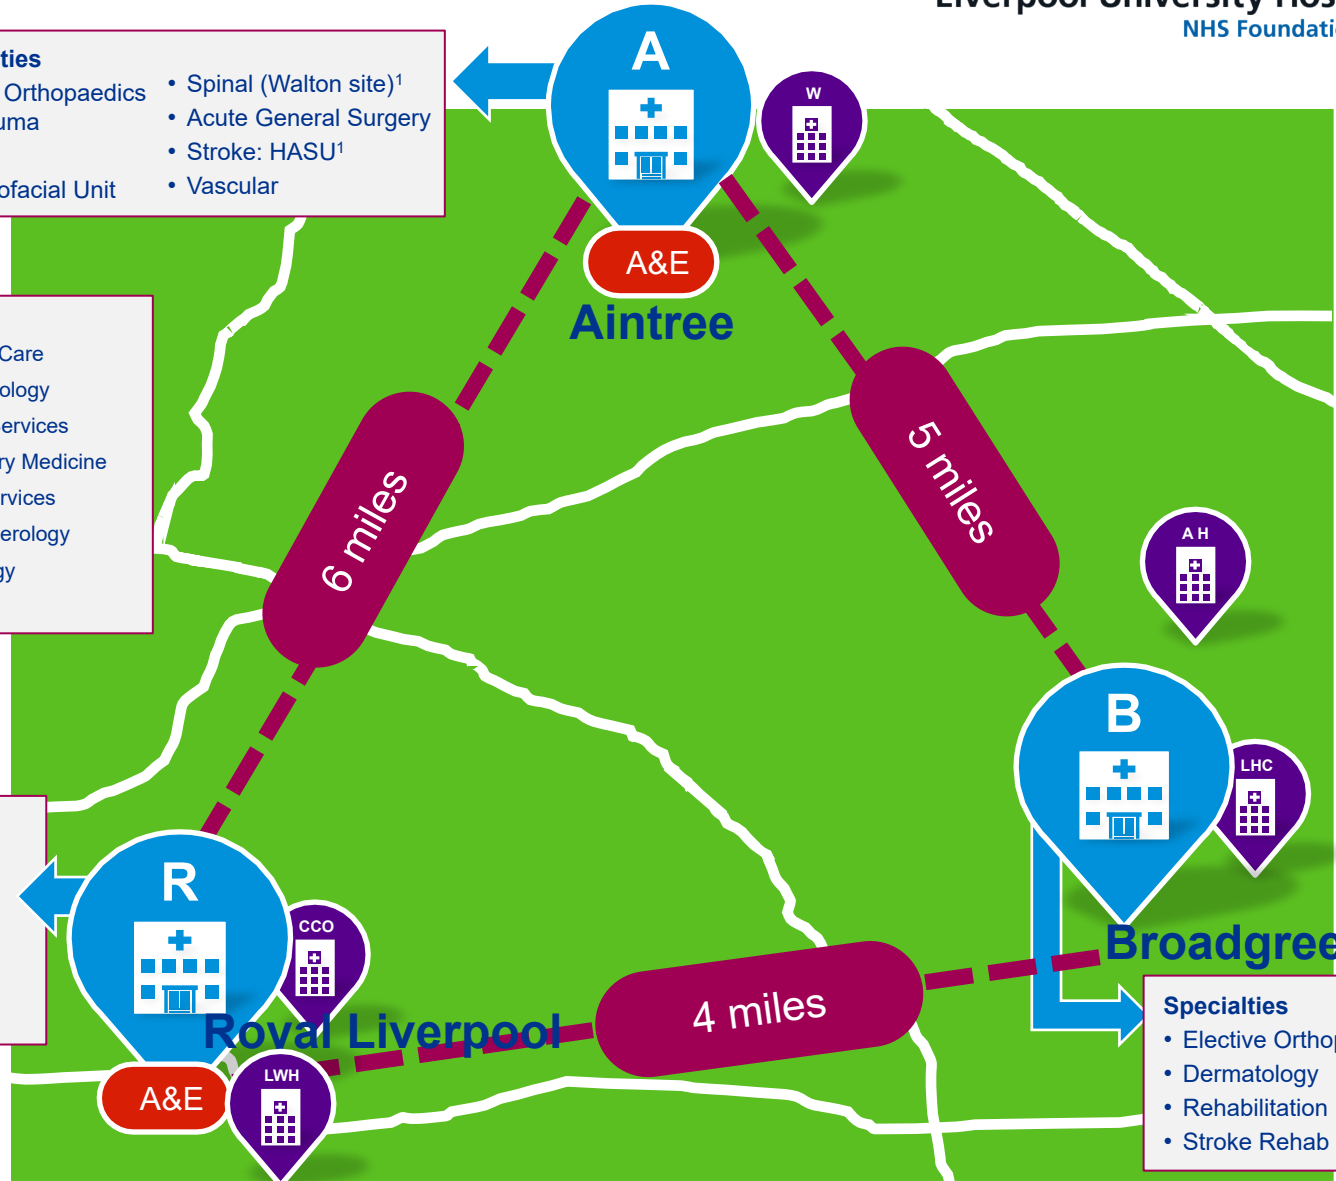 Liverpool University Hos
NHS Foundati
ties
Orthopaedics
uma
ofacial Unit
• Spinal (Walton site)¹
• Acute General Surgery
• Stroke: HASU¹
• Vascular
A
W
A&E
Aintree
Care
ology
Services
ry Medicine
rvices
erology
gy
6 miles
5 miles
A H
B
LHC
R
CCO
Royal Liverpool
A&E
LWH
4 miles
Broadgree
Specialties
• Elective Orthop
• Dermatology
• Rehabilitation
• Stroke Rehab